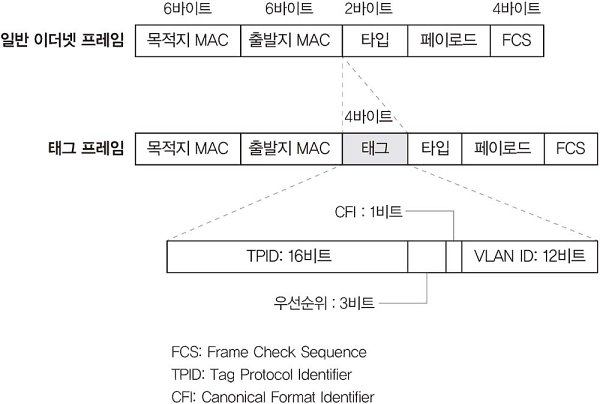 6바이트 6바이트 2바이트 4바이트
일반 이더넷 프레임 목적지 MAC 출발지 MAC 타입 페이로드 FCS
4바이트
태그 프레임 목적지 MAC 출발지 MAC 태그 타입 페이로드 FCS
CFI : 1비트
TPID: 16비트 VLAN ID: 12비트
우선순위 : 3비트
FCS: Frame Check Sequence
TPID: Tag Protocol Identifier
CFI: Canonical Format Identifier